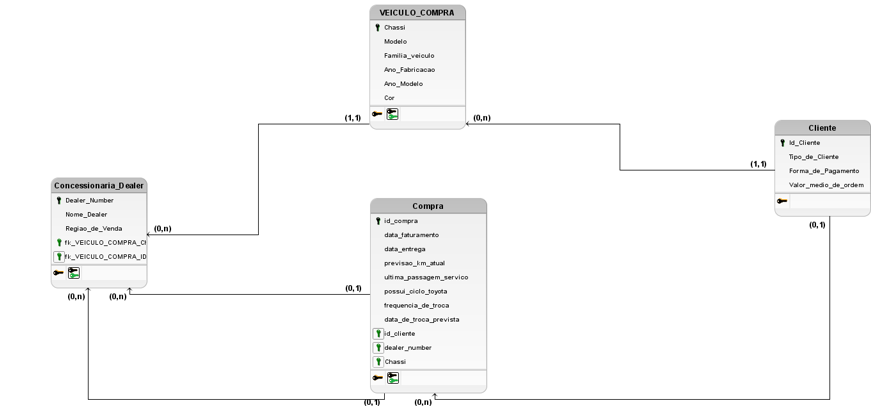 VEICULO_COMPRA
Chassi
Modelo
Familia_veiculo
Ano_Fabricacao
Ano_Modelo
Cor
(1,1)
(0,n)
Cliente
Id_Cliente
Tipo_de_Cliente
Forma_de_Pagamento
Valor_medio_de_ordem
(1,1)
(0,1)
Concessionaria_Dealer
Dealer_Number
Nome_Dealer
Regiao_de_Venda
fk_VEICULO_COMPRA_Cl
fk_VEICULO_COMPRA_ID
(0,n)
(0,n)
(0,n)
Compra
id_compra
data_faturamento
data_entrega
previsao_km_atual
ultima_passagem_servico
possui_ciclo_toyota
frequencia_de_troca
data_de_troca_prevista
id_cliente
dealer_number
Chassi
(0,1)
(0,1)
(0,n)